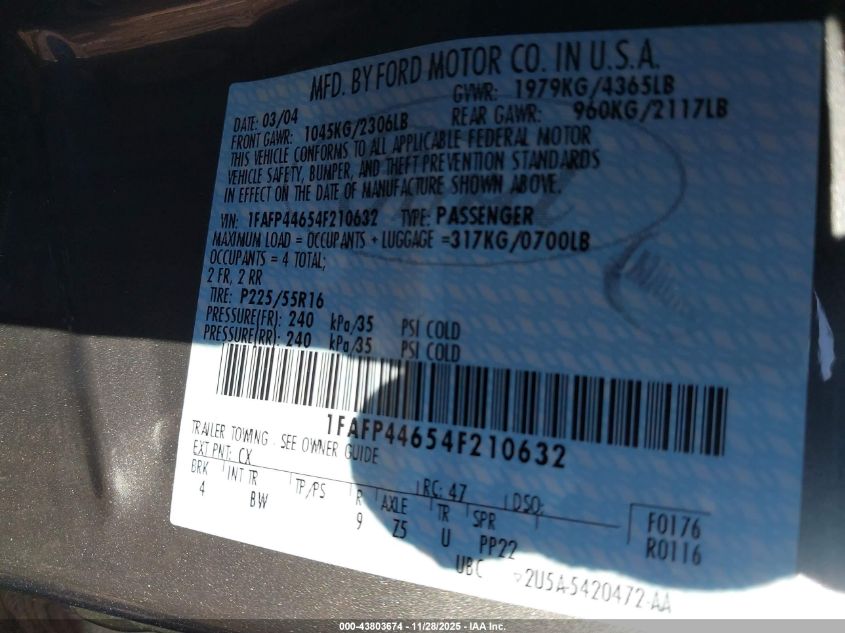 MFD. BY FORD MOTOR CO. IN U.S.A.
DATE: 03/04 GVWR: 1979KG/4365LB
FRONT GAWR: 1045KG/2306LB REAR GAWR: 960KG/2117LB
THIS VEHICLE CONFORMS TO ALL APPLICABLE FEDERAL MOTOR
VEHICLE SAFETY, BUMPER, AND THEFT PREVENTION STANDARDS
IN EFFECT ON THE DATE OF MANUFACTURE SHOWN ABOVE.
VIN: 1FAFP44654F210632 TYPE: PASSENGER
MAXIMUM LOAD = OCCUPANTS + LUGGAGE =317KG/0700LB
OCCUPANTS = 4 TOTAL;
2 FR, 2 RR
TIRE: P225/55R16
PRESSURE(FR): 240 kPa/35 PSI COLD
PRESSURE(RR): 240 kPa/35 PSI COLD
1FAFP44654F210632
TRAILER TOWING - SEE OWNER GUIDE
EXT PNT: CX RC: 47 DSO:
BRK INT TR TP/PS R AXLE TR SPR F0176
4 BW 9 Z5 U PP22 R0116
UBC 2U5A-5420472-AA
000-43803674 | IAAI | 11/28/2025 - IAA, Inc.